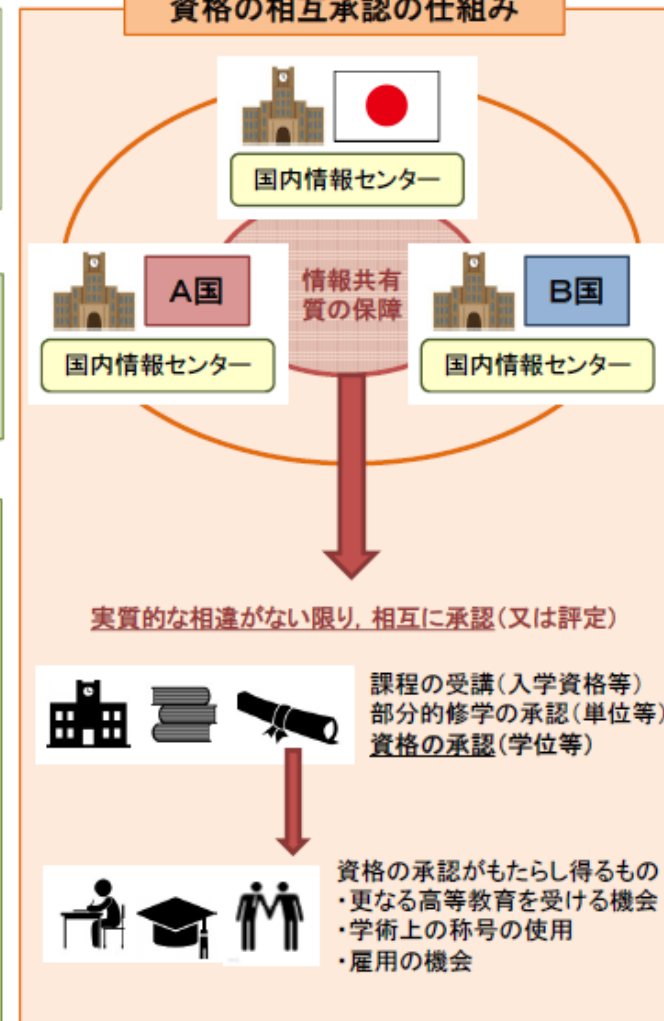 資格の相互承認の仕組み
国内情報センター
A国
B国
情報共有
質の保障
国内情報センター
国内情報センター
実質的な相違がない限り，相互に承認(又は評定)
課程の受講(入学資格等)
部分的修学の承認(単位等)
資格の承認(学位等)
資格の承認がもたらし得るもの
・更なる高等教育を受ける機会
・学術上の称号の使用
・雇用の機会